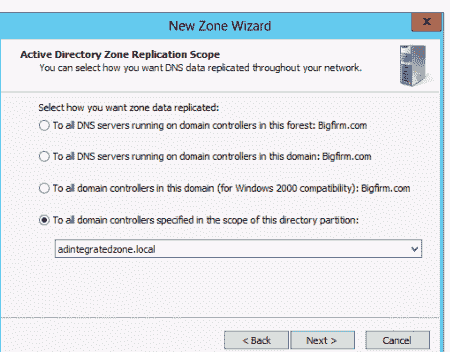 New Zone Wizard
x
Active Directory Zone Replication Scope
You can select how you want DNS data replicated throughout your network.
Select how you want zone data replicated:
To all DNS servers running on domain controllers in this forest: Bigfirm.com
To all DNS servers running on domain controllers in this domain: Bigfirm.com
To all domain controllers in this domain (for Windows 2000 compatibility): Bigfirm.com
To all domain controllers specified in the scope of this directory partition:
adintegratedzone.local
< Back Next > Cancel